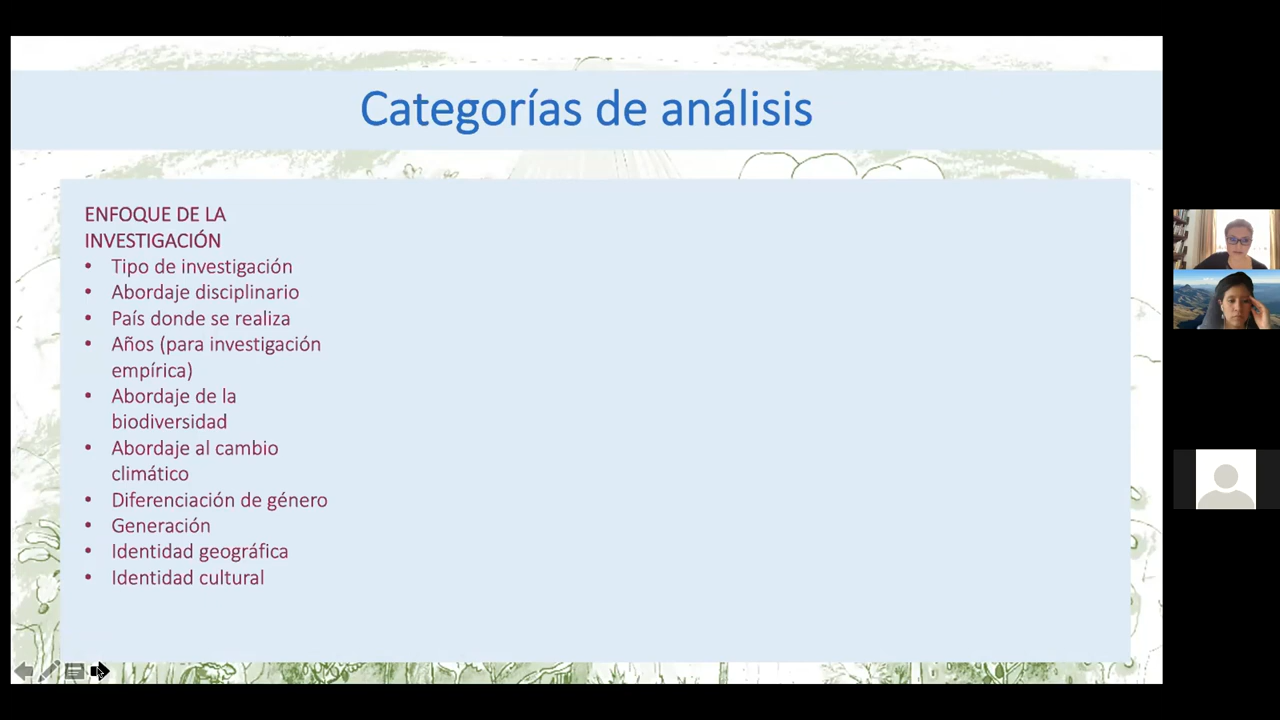 Categorías de análisis
ENFOQUE DE LA
INVESTIGACIÓN
• Tipo de investigación
• Abordaje disciplinario
• País donde se realiza
• Años (para investigación
empírica)
• Abordaje de la
biodiversidad
• Abordaje al cambio
climático
• Diferenciación de género
• Generación
• Identidad geográfica
• Identidad cultural